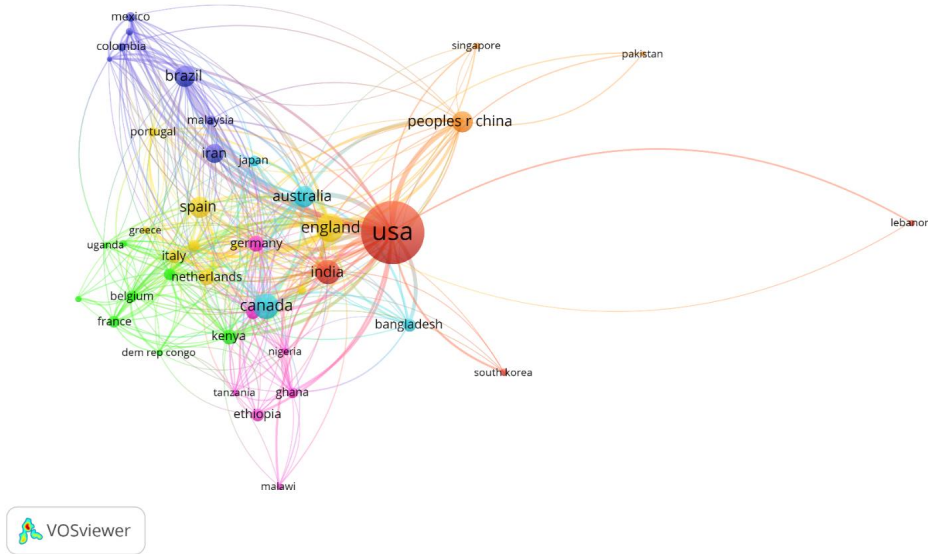 mexico
colombia
singapore
pakistan
brazil
malaysia
peoples r china
portugal
iran
japan
australia
spain
england
usa
lebanon
greece
uganda
germany
italy
india
netherlands
belgium
canada
france
bangladesh
kenya
dem rep congo
nigeria
south korea
tanzania
ghana
ethiopia
malawi
VOSviewer